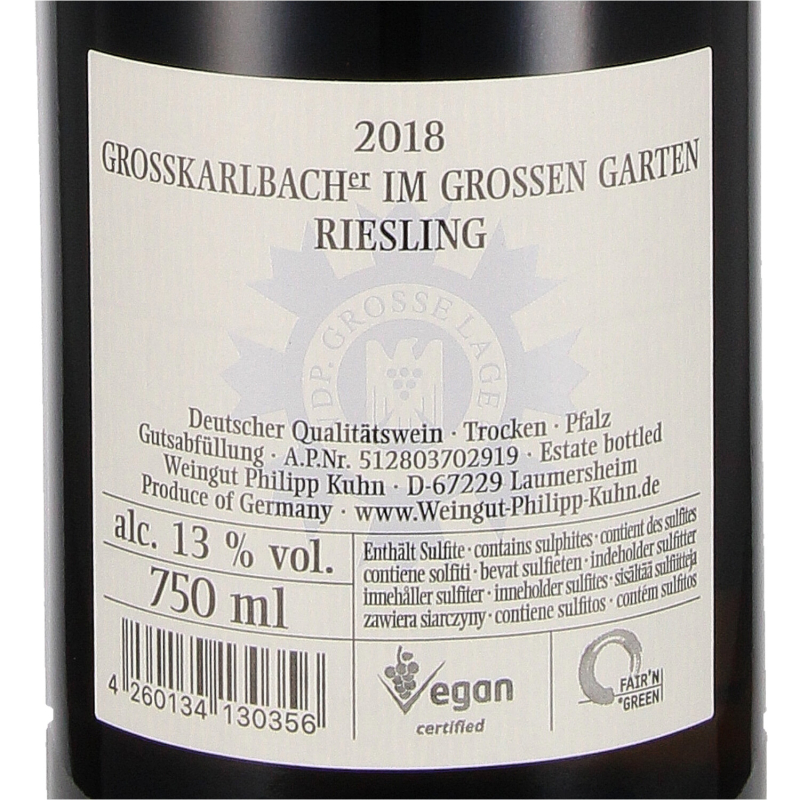 2018
GROSSKARLBACHer IM GROSSEN GARTEN
RIESLING
VDP. GROSSE LAGE
Deutscher Qualitätswein · Trocken · Pfalz
Gutsabfüllung · A.P.Nr. 512803702919 · Estate bottled
Weingut Philipp Kuhn · D-67229 Laumersheim
Produce of Germany · www.Weingut-Philipp-Kuhn.de
alc. 13 % vol.
750 ml
Enthält Sulfite · contains sulphites · contient des sulfites
contiene solfiti · bevat sulfieten · indeholder sulfitter
innehåller sulfiter · inneholder sulfites · sisältää sulfiitteja
zawiera siarczyny · contiene sulfitos · contém sulfitos
4 260134 130356
Vegan
certified
FAIR'N
GREEN